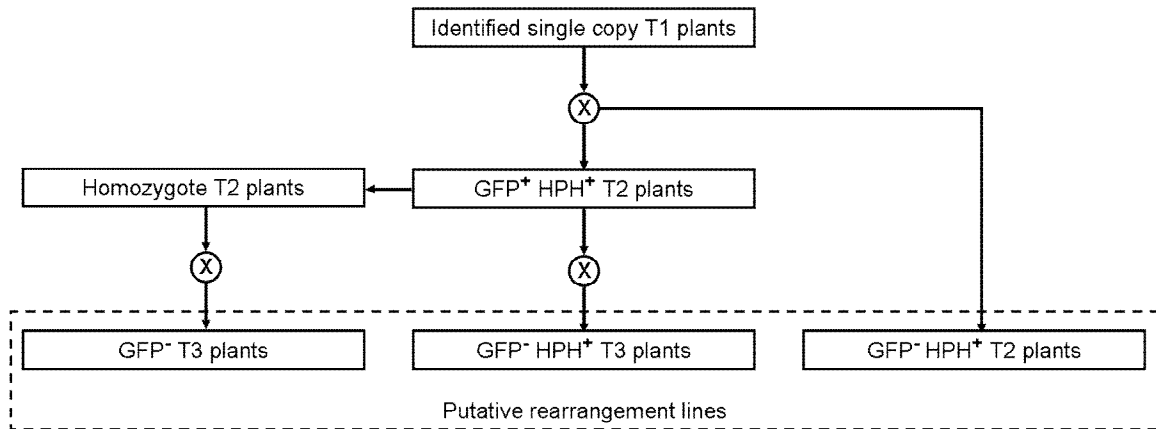 Identified single copy T1 plants
X
Homozygote T2 plants
GFP⁺ HPH⁺ T2 plants
X
X
GFP⁻ T3 plants
GFP⁻ HPH⁺ T3 plants
GFP⁻ HPH⁺ T2 plants
Putative rearrangement lines